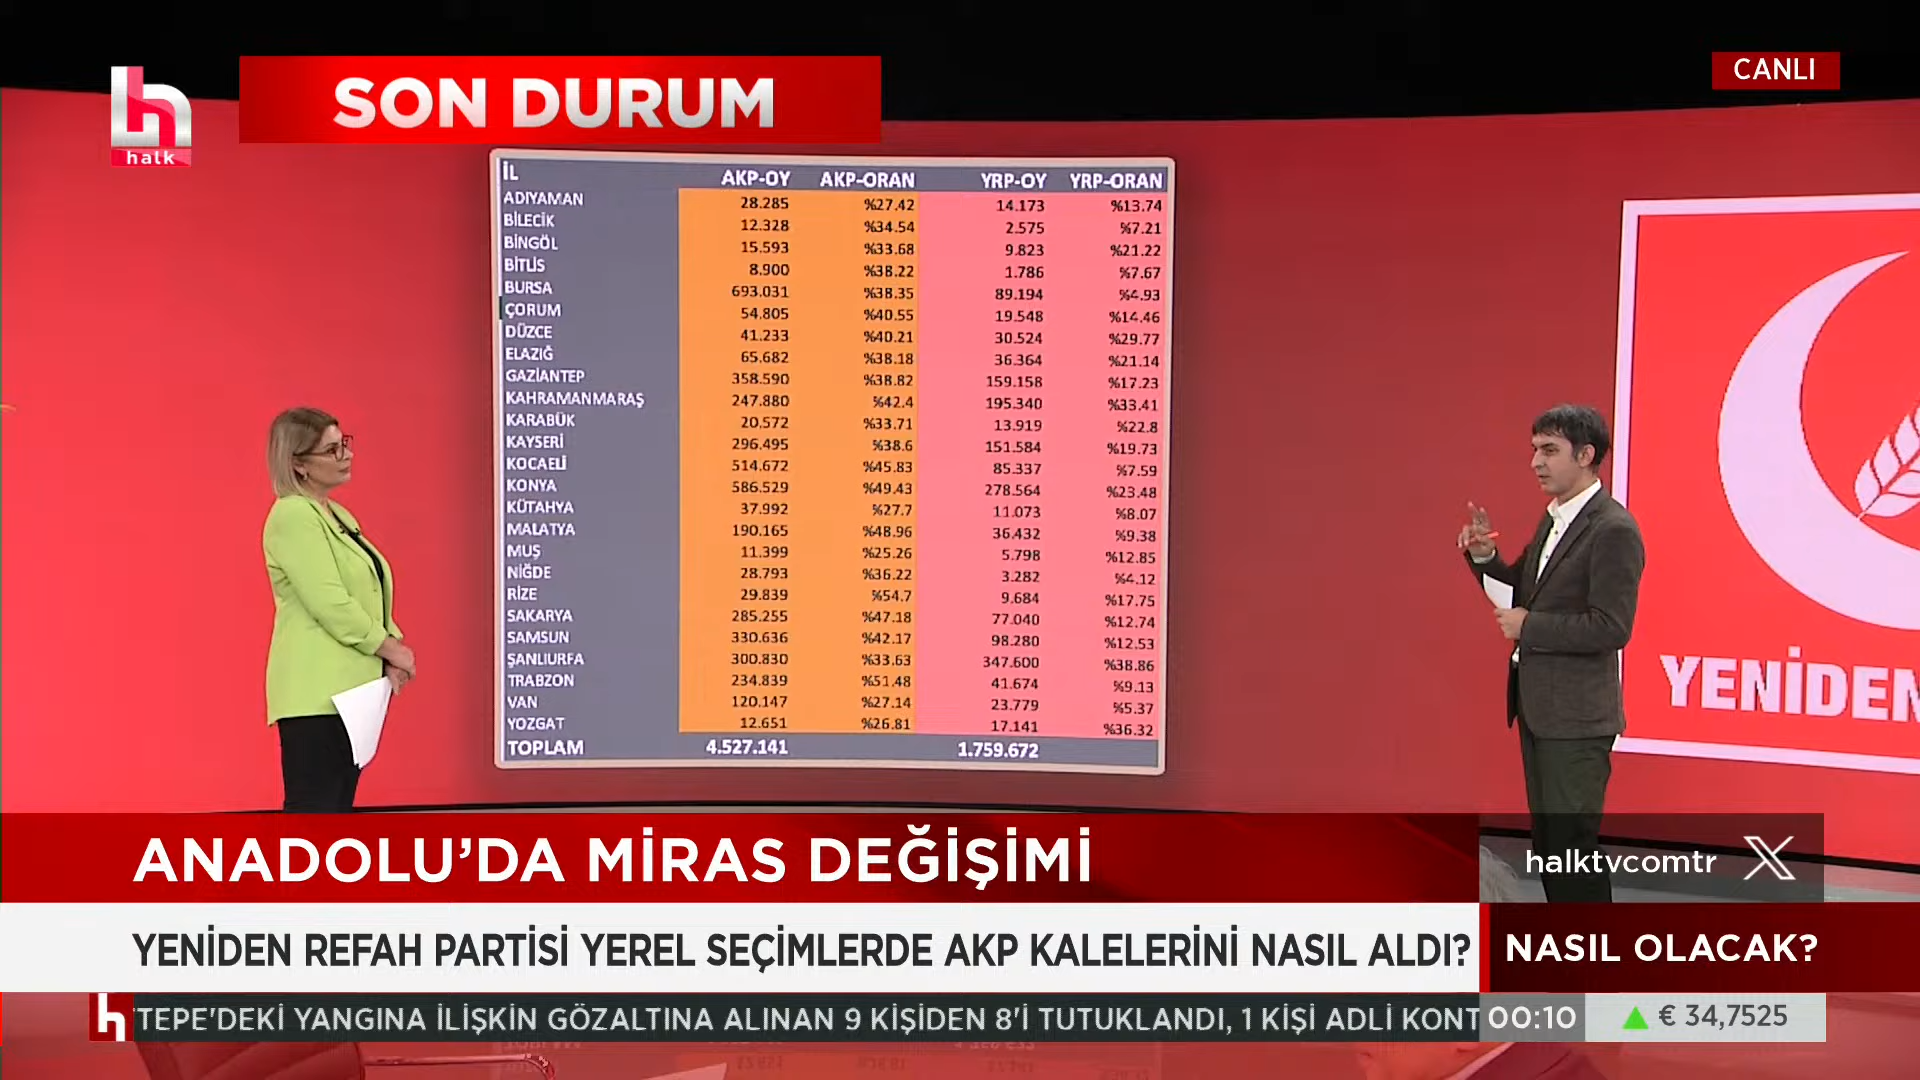 SON DURUM
CANLI
halk
İL AKP-OY AKP-ORAN YRP-OY YRP-ORAN
ADIYAMAN 28.285 %27.42 14.173 %13.74
BİLECİK 12.328 %34.54 2.575 %7.21
BİNGÖL 15.593 %33.68 9.823 %21.22
BİTLİS 8.900 %38.22 1.786 %7.67
BURSA 693.031 %38.35 89.194 %4.93
ÇORUM 54.805 %40.55 19.548 %14.46
DÜZCE 41.233 %40.21 30.524 %29.77
ELAZIĞ 65.682 %38.18 36.364 %21.14
GAZİANTEP 358.590 %38.82 159.158 %17.23
KAHRAMANMARAŞ 247.880 %42.4 195.340 %33.41
KARABÜK 20.572 %33.71 13.919 %22.8
KAYSERİ 296.495 %38.6 151.584 %19.73
KOCAELİ 514.672 %45.83 85.337 %7.59
KONYA 586.529 %49.43 278.564 %23.48
KÜTAHYA 37.992 %27.7 11.073 %8.07
MALATYA 190.165 %48.96 36.432 %9.38
MUŞ 11.399 %25.26 5.798 %12.85
NİĞDE 28.793 %36.22 3.282 %4.12
RİZE 29.839 %54.7 9.684 %17.75
SAKARYA 285.255 %47.18 77.040 %12.74
SAMSUN 330.636 %42.17 98.280 %12.53
ŞANLIURFA 300.830 %33.63 347.600 %38.86
TRABZON 234.839 %51.48 41.674 %9.13
VAN 120.147 %27.14 23.779 %5.37
YOZGAT 12.651 %26.81 17.141 %36.32
TOPLAM 4.527.141 1.759.672
YENİDEN
ANADOLU'DA MİRAS DEĞİŞİMİ
halktvcomtr
YENİDEN REFAH PARTİSİ YEREL SEÇİMLERDE AKP KALELERİNİ NASIL ALDI?
NASIL OLACAK?
TEPE'DEKİ YANGINA İLİŞKİN GÖZALTINA ALINAN 9 KİŞİDEN 8'İ TUTUKLANDI, 1 KİŞİ ADLİ KONT
00:10
€ 34,7525